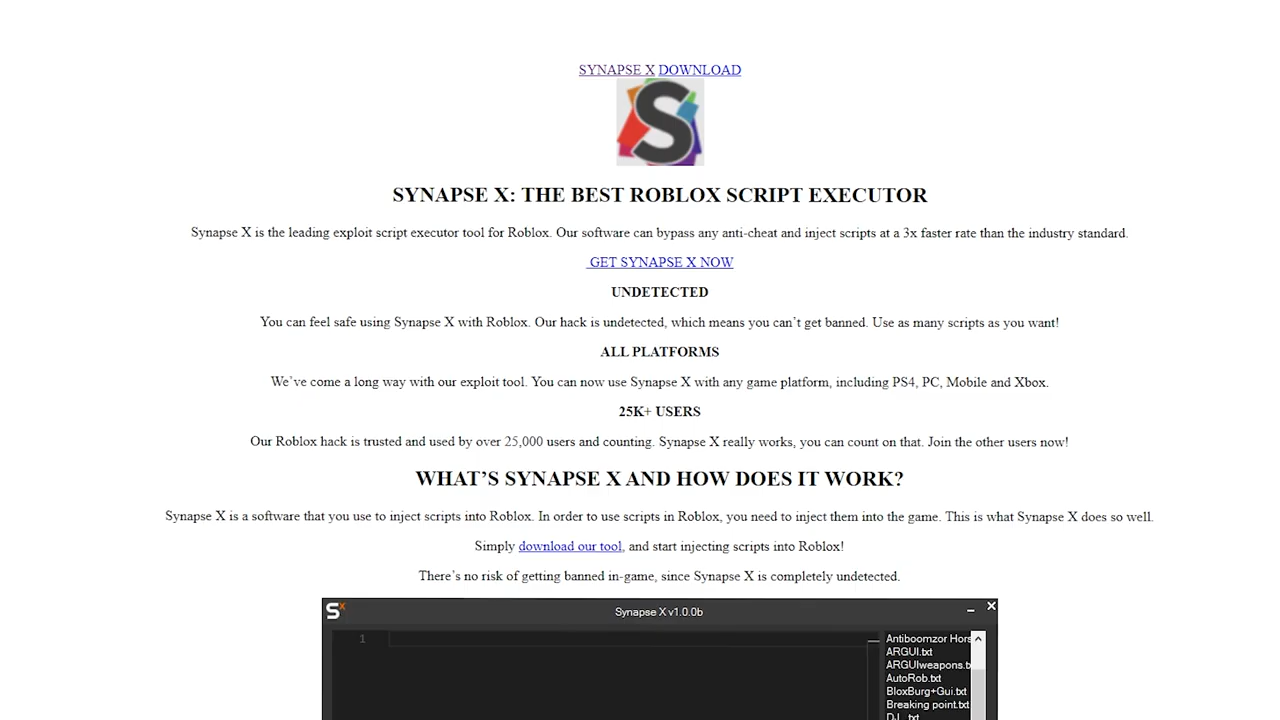 SYNAPSE X DOWNLOAD
S
SYNAPSE X: THE BEST ROBLOX SCRIPT EXECUTOR
Synapse X is the leading exploit script executor tool for Roblox. Our software can bypass any anti-cheat and inject scripts at a 3x faster rate than the industry standard.
GET SYNAPSE X NOW
UNDETECTED
You can feel safe using Synapse X with Roblox. Our hack is undetected, which means you can’t get banned. Use as many scripts as you want!
ALL PLATFORMS
We’ve come a long way with our exploit tool. You can now use Synapse X with any game platform, including PS4, PC, Mobile and Xbox.
25K+ USERS
Our Roblox hack is trusted and used by over 25,000 users and counting. Synapse X really works, you can count on that. Join the other users now!
WHAT’S SYNAPSE X AND HOW DOES IT WORK?
Synapse X is a software that you use to inject scripts into Roblox. In order to use scripts in Roblox, you need to inject them into the game. This is what Synapse X does so well.
Simply download our tool, and start injecting scripts into Roblox!
There’s no risk of getting banned in-game, since Synapse X is completely undetected.
Sx Synapse X v1.0.0b
1
Antiboomzor Hors
ARGUI.txt
ARGUIweapons.tx
AutoRob.txt
BloxBurg+Gui.txt
Breaking point.txt